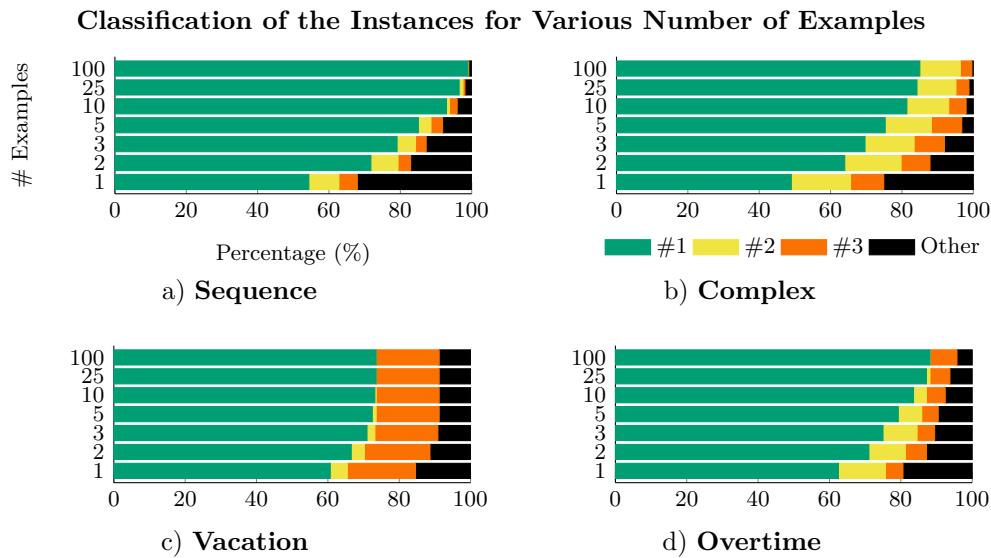 Classification of the Instances for Various Number of Examples
# Examples
100
25
10
5
3
2
1
0 20 40 60 80 100
Percentage (%)
a) Sequence
100
25
10
5
3
2
1
0 20 40 60 80 100
#1 #2 #3 Other
b) Complex
100
25
10
5
3
2
1
0 20 40 60 80 100
c) Vacation
100
25
10
5
3
2
1
0 20 40 60 80 100
d) Overtime